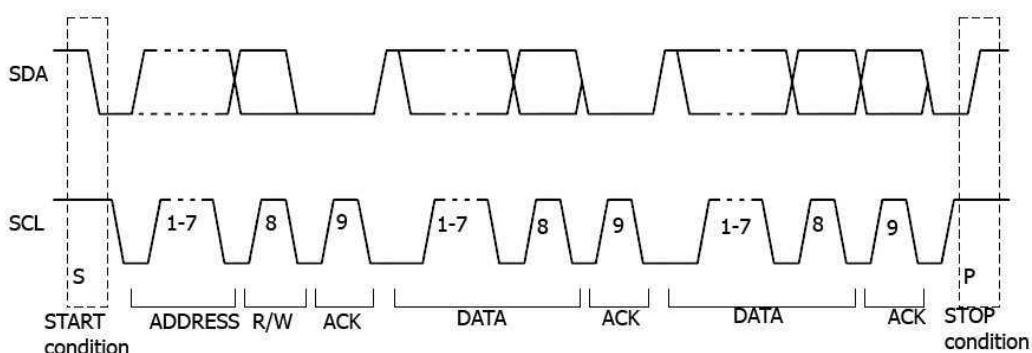 SDA
SCL
1-7 8 9 1-7 8 9 1-7 8 9
S P
START condition
ADDRESS R/W ACK DATA ACK DATA ACK
STOP condition